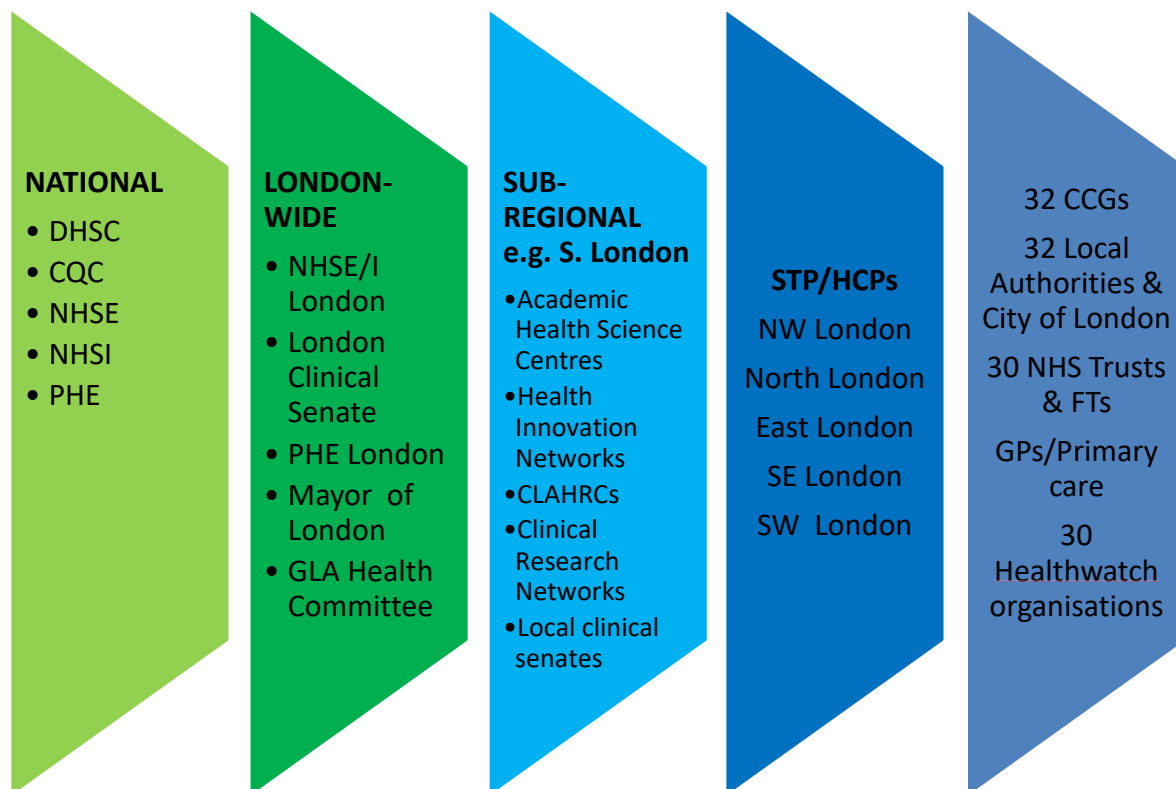 NATIONAL
• DHSC
• CQC
• NHSE
• NHSI
• PHE
LONDON-
WIDE
• NHSE/I
London
• London
Clinical
Senate
• PHE London
• Mayor of
London
• GLA Health
Committee
SUB-
REGIONAL
e.g. S. London
•Academic
Health Science
Centres
•Health
Innovation
Networks
•CLAHRCs
•Clinical
Research
Networks
•Local clinical
senates
STP/HCPs
NW London
North London
East London
SE London
SW London
32 CCGs
32 Local
Authorities &
City of London
30 NHS Trusts
& FTs
GPs/Primary
care
30
Healthwatch
organisations